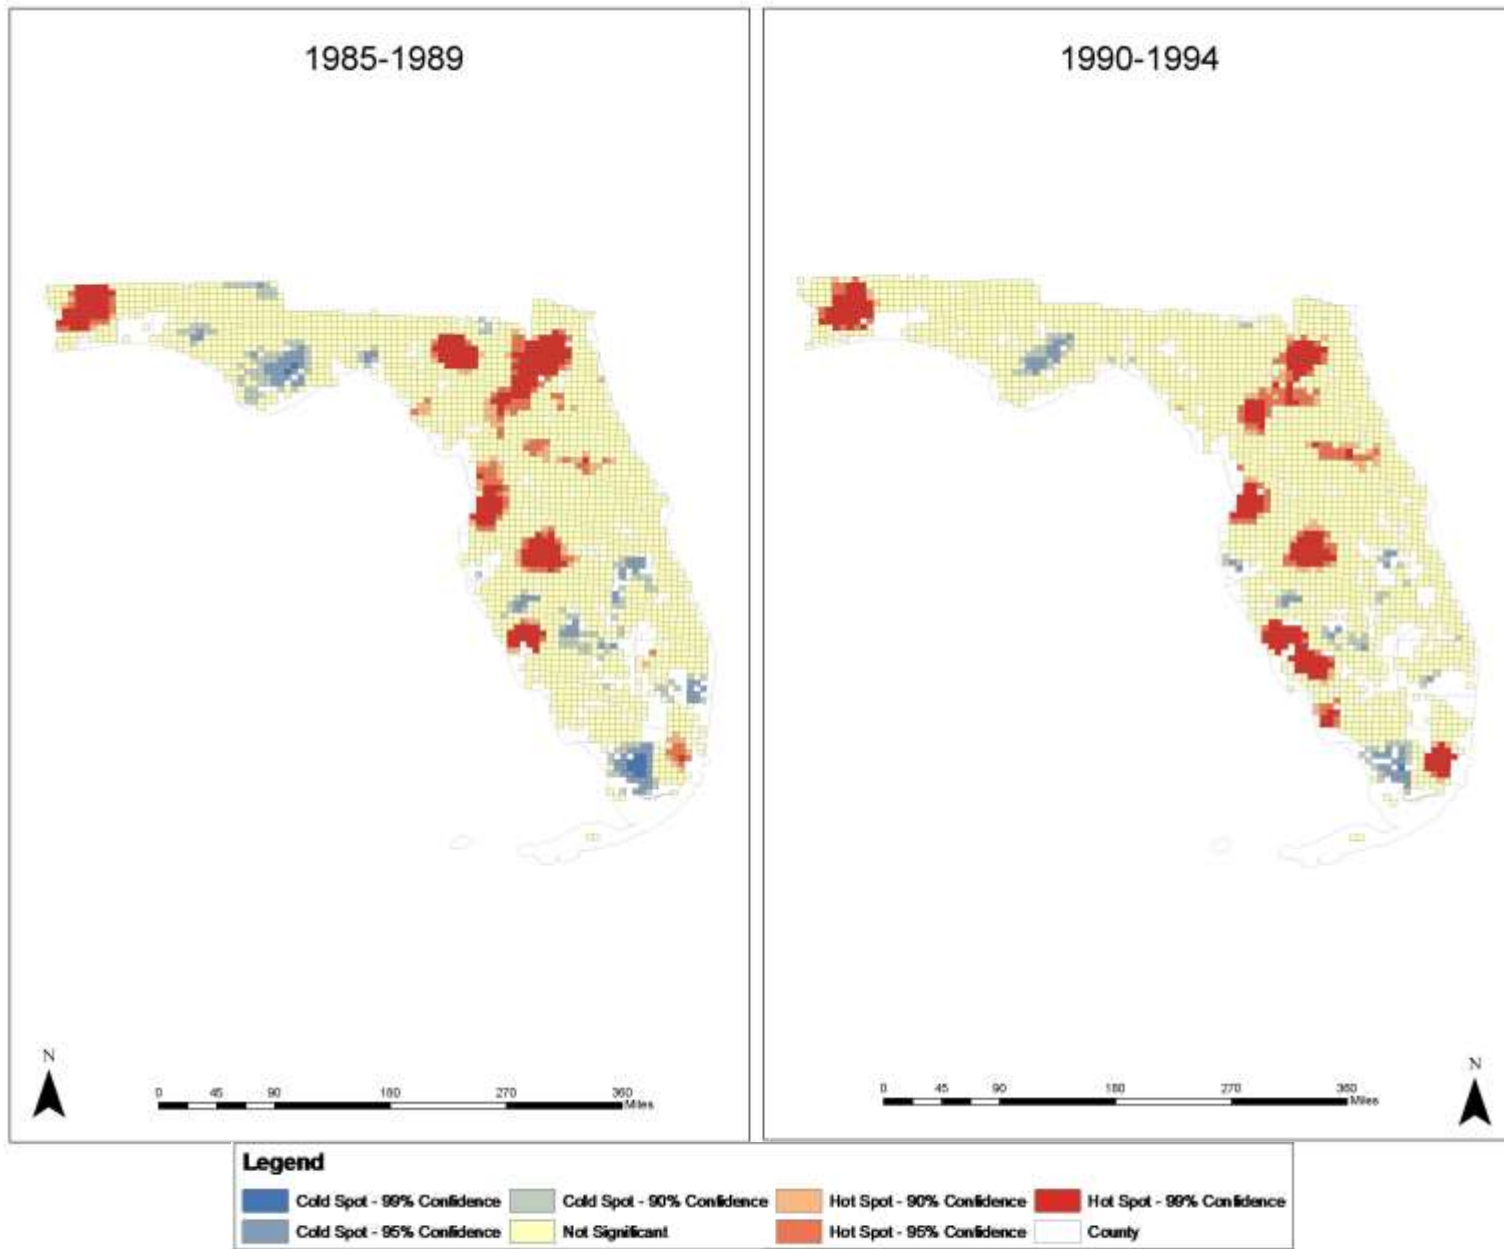 1985-1989
1990-1994
N
0 45 90 180 270 360
Miles
0 45 90 180 270 360
Miles
N
Legend
Cold Spot - 99% Confidence Cold Spot - 90% Confidence Hot Spot - 90% Confidence Hot Spot - 99% Confidence
Cold Spot - 95% Confidence Not Significant Hot Spot - 95% Confidence County